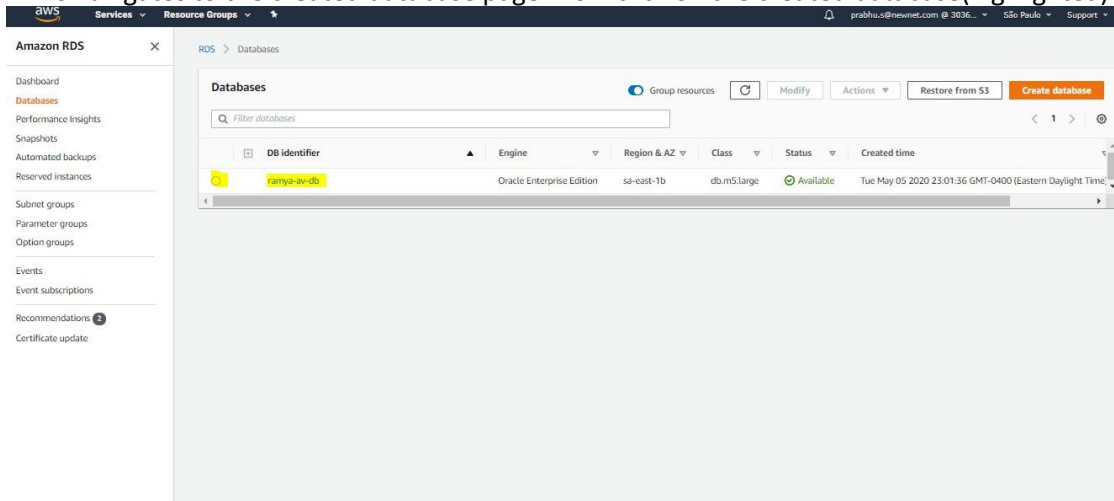 aws Services Resource Groups prabhu.s@newnet.com @ 3036... São Paulo Support
Amazon RDS
RDS > Databases
Dashboard
Databases
Performance Insights
Snapshots
Automated backups
Reserved instances
Subnet groups
Parameter groups
Option groups
Events
Event subscriptions
Recommendations 2
Certificate update
Databases Group resources Modify Actions Restore from S3 Create database
Filter databases < 1 >
DB identifier Engine Region & AZ Class Status Created time
ramya-av-db Oracle Enterprise Edition sa-east-1b db.m5.large Available Tue May 05 2020 23:01:36 GMT-0400 (Eastern Daylight Time)